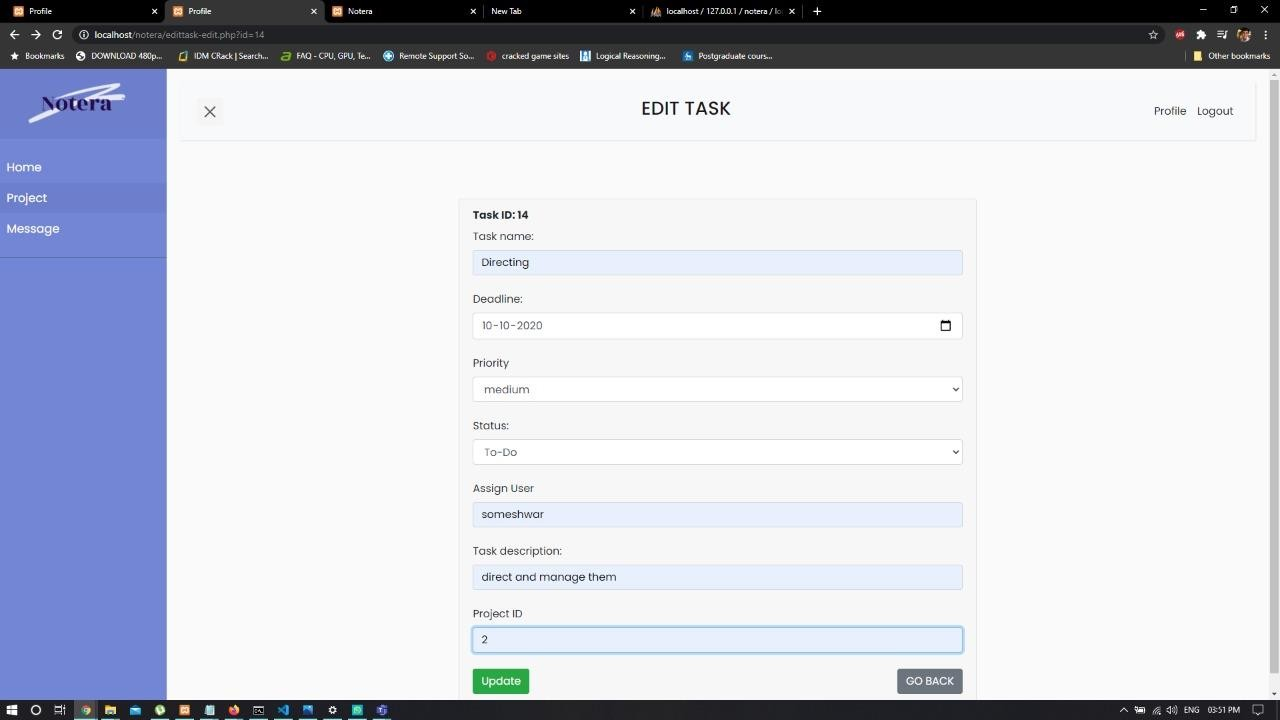 Profile
Profile
Notera
New Tab
localhost / 127.0.0.1 / notera / lo
localhost/notera/edittask-edit.php?id=14
Bookmarks
DOWNLOAD 480p...
IDM CRack | Search...
FAQ - CPU, GPU, Te...
Remote Support So...
cracked game sites
Logical Reasoning...
Postgraduate cours...
Other bookmarks
Notera
EDIT TASK
Profile Logout
Home
Project
Message
Task ID: 14
Task name:
Directing
Deadline:
10-10-2020
Priority
medium
Status:
To-Do
Assign User
someshwar
Task description:
direct and manage them
Project ID
2
Update
GO BACK
ENG 03:51 PM